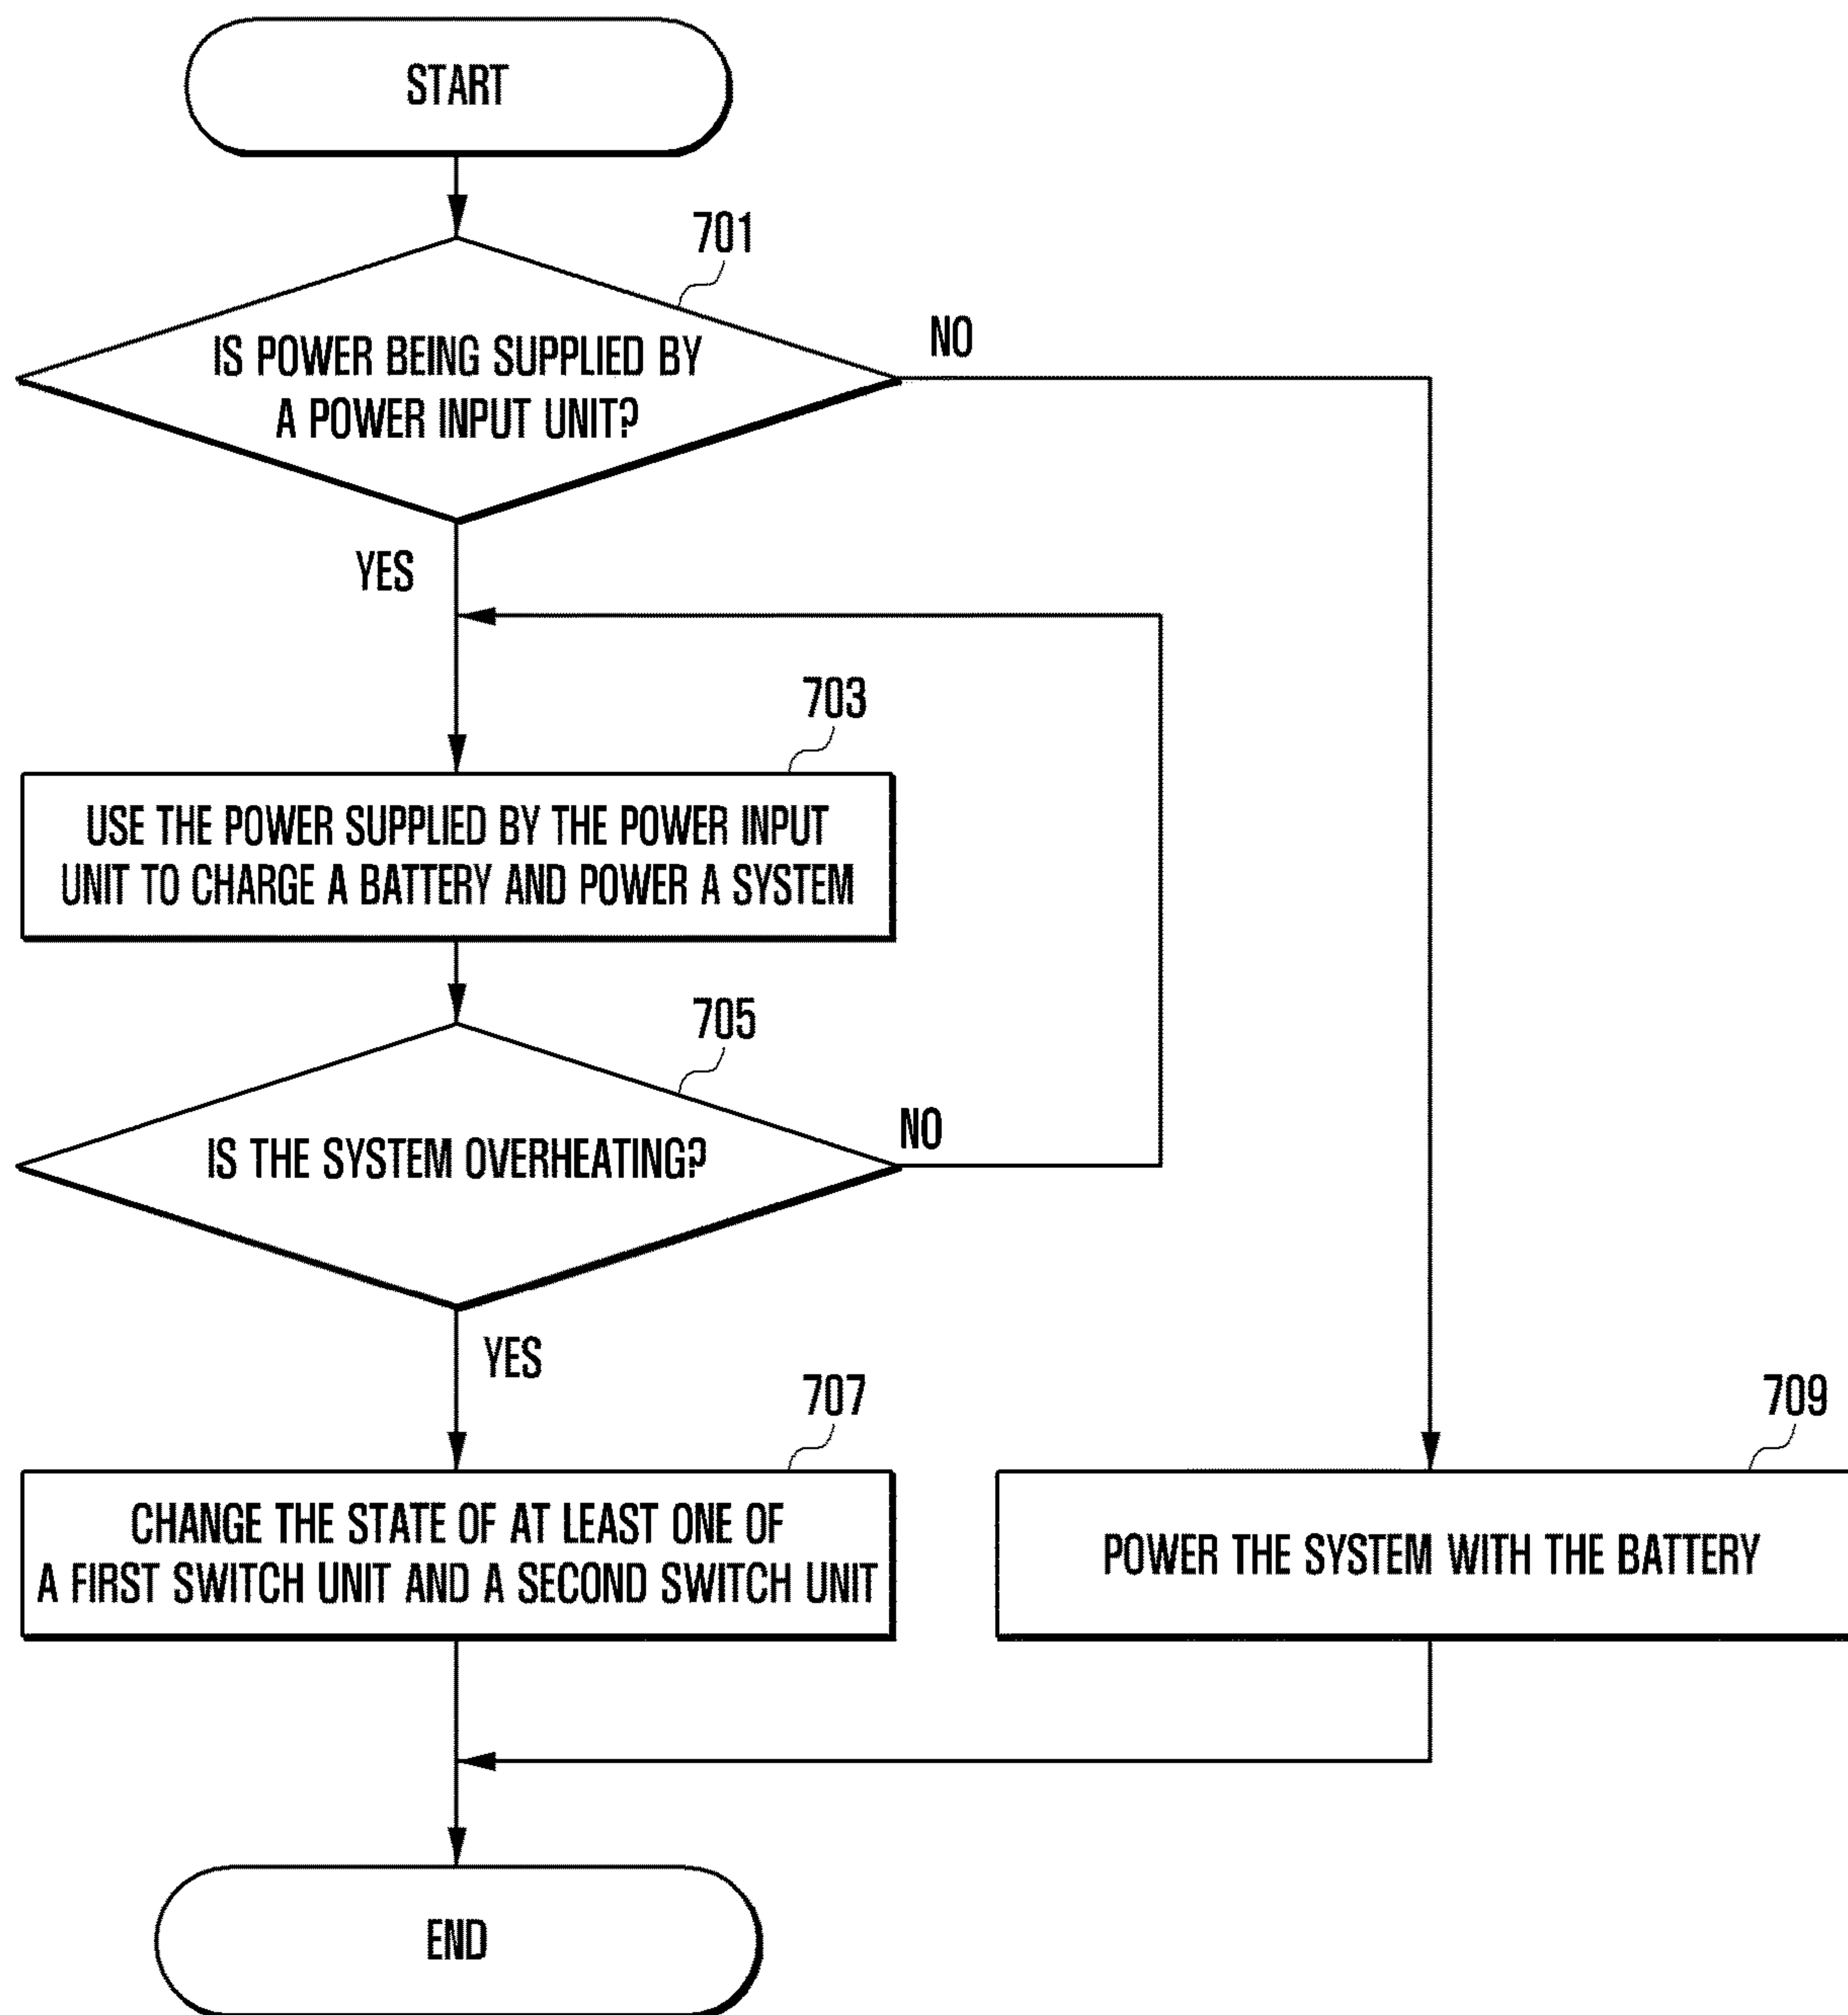 START
701
IS POWER BEING SUPPLIED BY
A POWER INPUT UNIT?
NO
YES
703
USE THE POWER SUPPLIED BY THE POWER INPUT
UNIT TO CHARGE A BATTERY AND POWER A SYSTEM
705
IS THE SYSTEM OVERHEATING?
NO
YES
707
CHANGE THE STATE OF AT LEAST ONE OF
A FIRST SWITCH UNIT AND A SECOND SWITCH UNIT
709
POWER THE SYSTEM WITH THE BATTERY
END